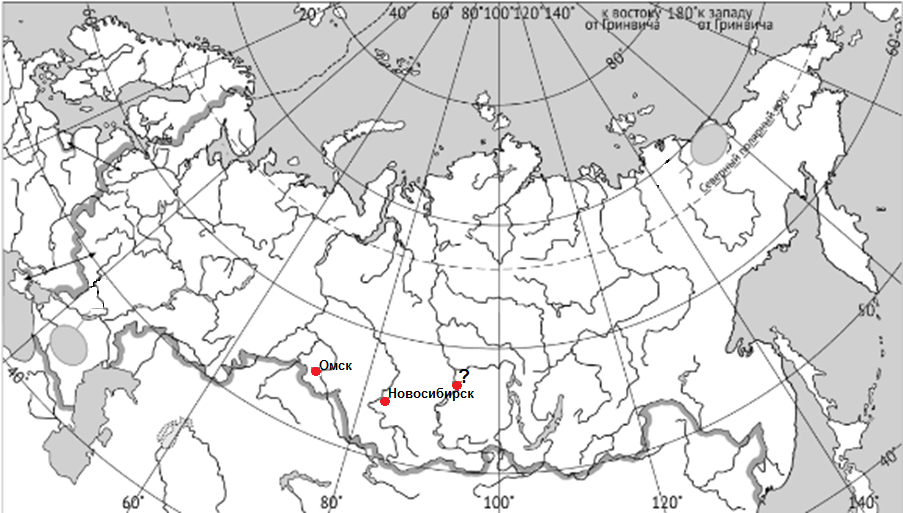 20° 40° 60° 80° 100° 120° 140° к востоку 180° к западу
от Гринвича от Гринвича
60°
80°
Северный полярный круг
Омск
?
Новосибирск
50°
40°
40°
60° 80° 100° 120° 140°